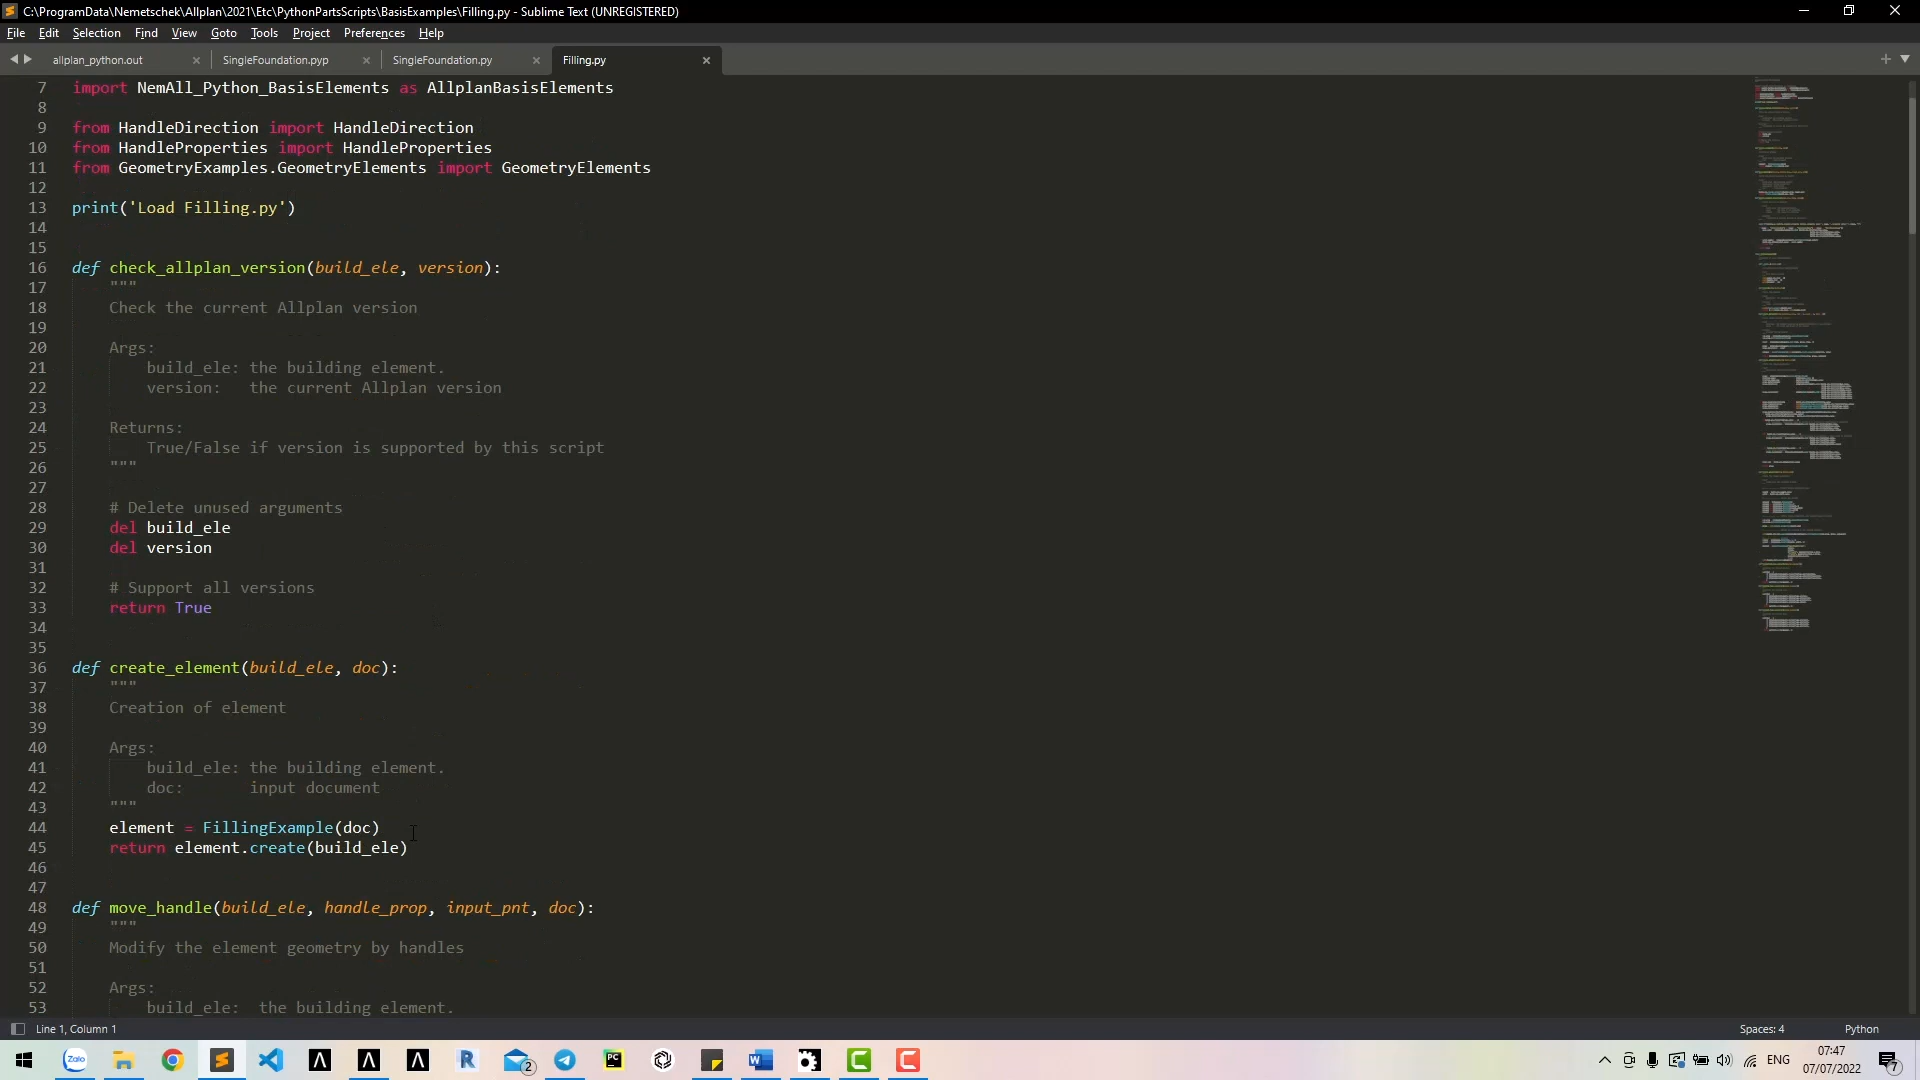 C:\ProgramData\Nemetschek\Allplan\2021\Etc\PythonPartsScripts\BasisExamples\Filling.py - Sublime Text (UNREGISTERED)
File Edit Selection Find View Goto Tools Project Preferences Help
allplan_python.out SingleFoundation.pyp SingleFoundation.py Filling.py
7 import NemAll_Python_BasisElements as AllplanBasisElements
8
9 from HandleDirection import HandleDirection
10 from HandleProperties import HandleProperties
11 from GeometryExamples.GeometryElements import GeometryElements
12
13 print('Load Filling.py')
14
15
16 def check_allplan_version(build_ele, version):
17 """
18 Check the current Allplan version
19
20 Args:
21 build_ele: the building element.
22 version: the current Allplan version
23
24 Returns:
25 True/False if version is supported by this script
26 """
27
28 # Delete unused arguments
29 del build_ele
30 del version
31
32 # Support all versions
33 return True
34
35
36 def create_element(build_ele, doc):
37 """
38 Creation of element
39
40 Args:
41 build_ele: the building element.
42 doc: input document
43 """
44 element = FillingExample(doc)
45 return element.create(build_ele)
46
47
48 def move_handle(build_ele, handle_prop, input_pnt, doc):
49 """
50 Modify the element geometry by handles
51
52 Args:
53 build_ele: the building element.
Line 1, Column 1 Spaces: 4 Python
Zalo R 2 PC ENG 07:47
07/07/2022 7